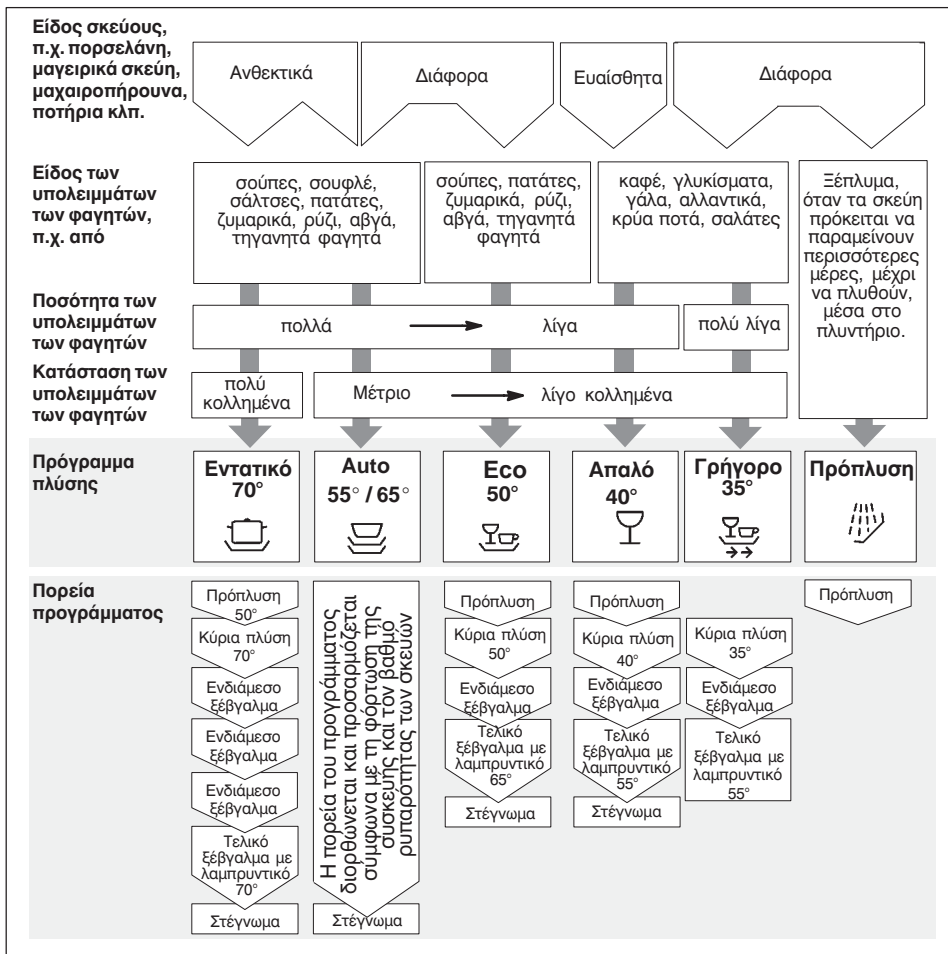 Είδος σκεύους,
π.χ. πορσελάνη,
μαγειρικά σκεύη,
μαχαιροπήρουνα,
ποτήρια κλπ.
Ανθεκτικά
Διάφορα
Ευαίσθητα
Διάφορα
Είδος των
υπολειμμάτων
των φαγητών,
π.χ. από
σούπες, σουφλέ,
σάλτσες, πατάτες,
ζυμαρικά, ρύζι, αβγά,
τηγανητά φαγητά
σούπες, πατάτες,
ζυμαρικά, ρύζι,
αβγά, τηγανητά
φαγητά
καφέ, γλυκίσματα,
γάλα, αλλαντικά,
κρύα ποτά, σαλάτες
Ξέπλυμα,
όταν τα σκεύη
πρόκειται να
παραμείνουν
περισσότερες
μέρες, μέχρι
να πλυθούν,
μέσα στο
πλυντήριο.
Ποσότητα των
υπολειμμάτων
των φαγητών
πολλά
λίγα
πολύ λίγα
Κατάσταση των
υπολειμμάτων
των φαγητών
πολύ
κολλημένα
Μέτριο
λίγο κολλημένα
Πρόγραμμα
πλύσης
Εντατικό
70°
Auto
55° / 65°
Eco
50°
Απαλό
40°
Γρήγορο
35°
Πρόπλυση
Πορεία
προγράμματος
Πρόπλυση
50°
Κύρια πλύση
70°
Ενδιάμεσο
ξέβγαλμα
Ενδιάμεσο
ξέβγαλμα
Ενδιάμεσο
ξέβγαλμα
Τελικό
ξέβγαλμα με
λαμπρυντικό
70°
Στέγνωμα
Η πορεία του προγράμματος
διορθώνεται και προσαρμόζεται
σύμφωνα με τη φόρτωση της
συσκευής και τον βαθμό
ρυπαρότητας των σκευών
Στέγνωμα
Πρόπλυση
Κύρια πλύση
50°
Ενδιάμεσο
ξέβγαλμα
Τελικό
ξέβγαλμα με
λαμπρυντικό
65°
Στέγνωμα
Πρόπλυση
Κύρια πλύση
40°
Ενδιάμεσο
ξέβγαλμα
Τελικό
ξέβγαλμα με
λαμπρυντικό
55°
Στέγνωμα
Κύρια πλύση
35°
Ενδιάμεσο
ξέβγαλμα
Τελικό
ξέβγαλμα με
λαμπρυντικό
55°
Πρόπλυση